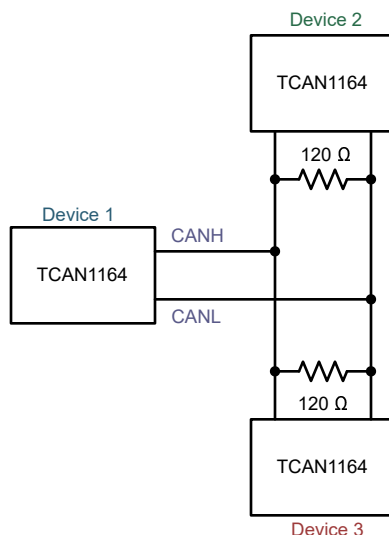 Device 2
TCAN1164
120 Ω
Device 1
CANH
TCAN1164
CANL
120 Ω
TCAN1164
Device 3